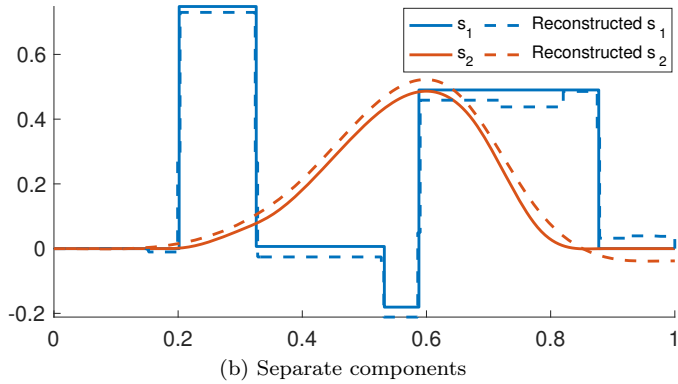 0.6
0.4
0.2
0
-0.2
s1 Reconstructed s1
s2 Reconstructed s2
0 0.2 0.4 0.6 0.8 1
(b) Separate components